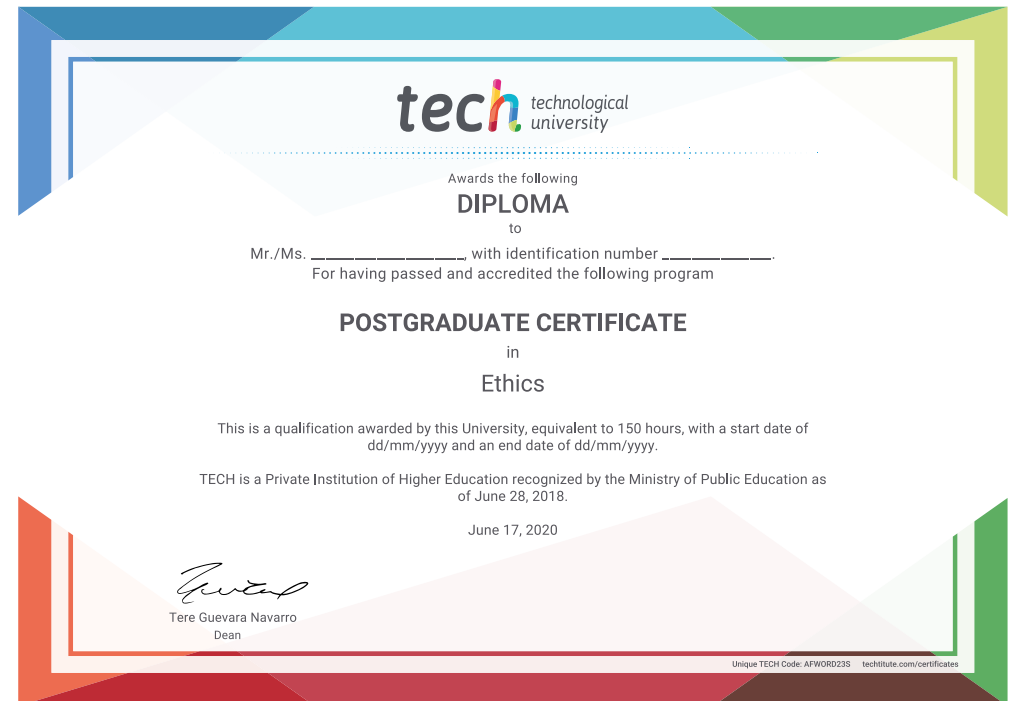 tech technological
university
Awards the following
DIPLOMA
to
Mr./Ms. ____________________, with identification number ______________.
For having passed and accredited the following program
POSTGRADUATE CERTIFICATE
in
Ethics
This is a qualification awarded by this University, equivalent to 150 hours, with a start date of
dd/mm/yyyy and an end date of dd/mm/yyyy.
TECH is a Private Institution of Higher Education recognized by the Ministry of Public Education as
of June 28, 2018.
June 17, 2020
Tere Guevara Navarro
Dean
Unique TECH Code: AFWORD23S techtitute.com/certificates